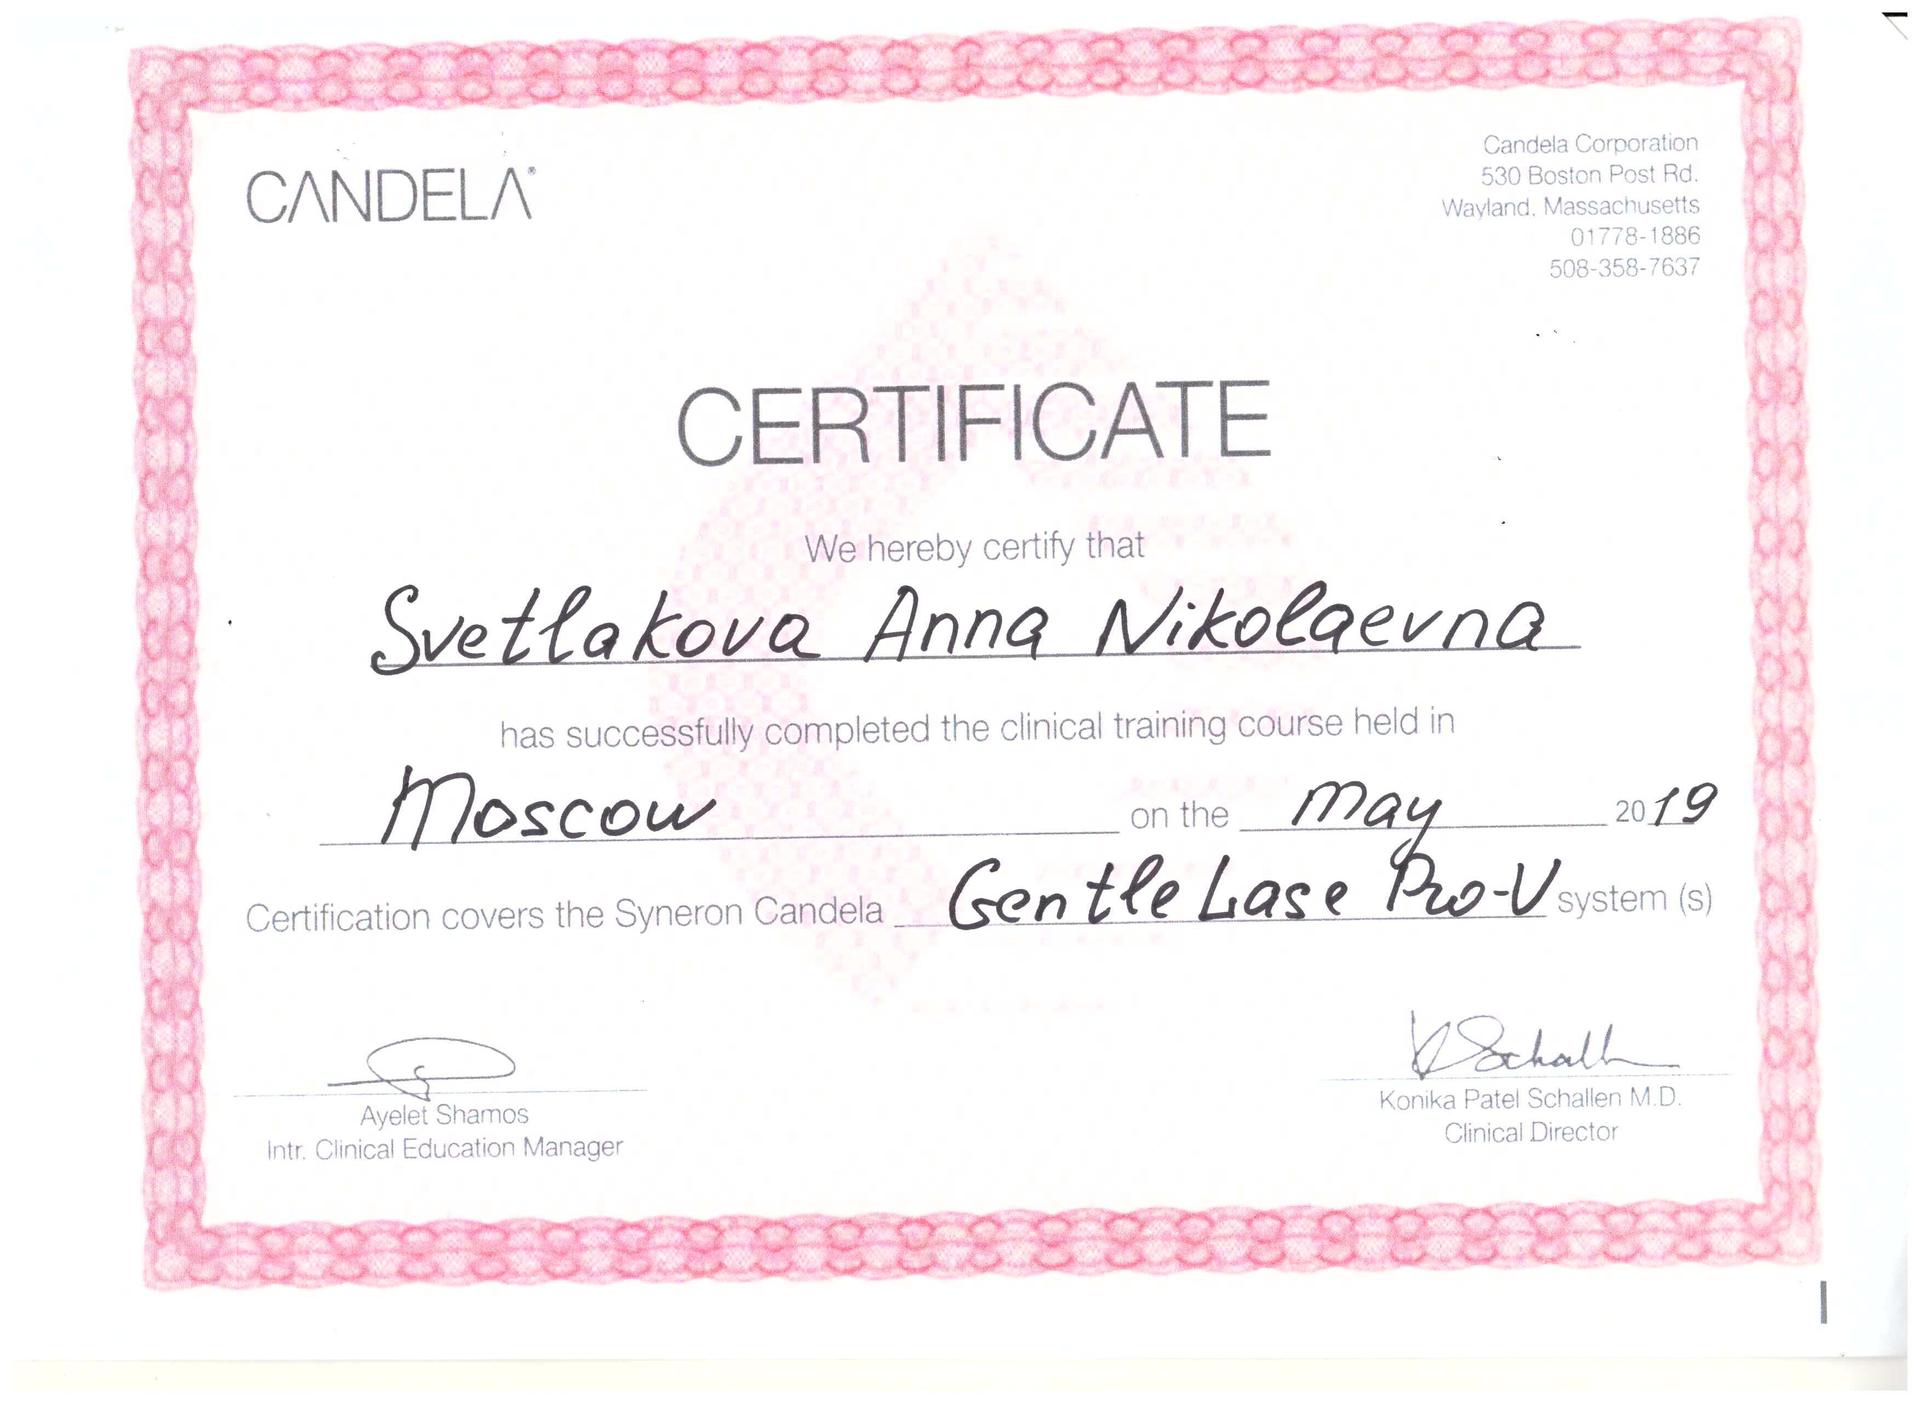 CANDELA®
Candela Corporation
530 Boston Post Rd.
Wayland, Massachusetts
01778-1886
508-358-7637
CERTIFICATE
We hereby certify that
Svetlakova Anna Nikolaevna
has successfully completed the clinical training course held in
Moscow on the May 2019
Certification covers the Syneron Candela GentleLase Pro-U system (s)
Schall
Ayelet Shamos
Intr. Clinical Education Manager
Konika Patel Schallen M.D.
Clinical Director